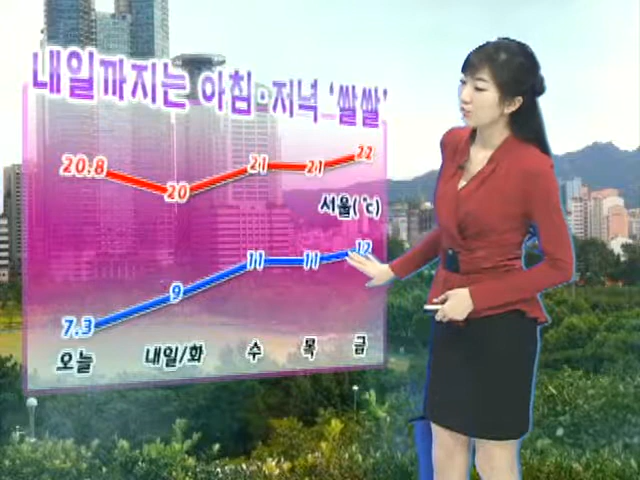 내일까지는 아침·저녁 '쌀쌀'
20.8 20 21 21 22
서울(℃)
7.3 9 11 11 12
오늘 내일/화 수 목 금